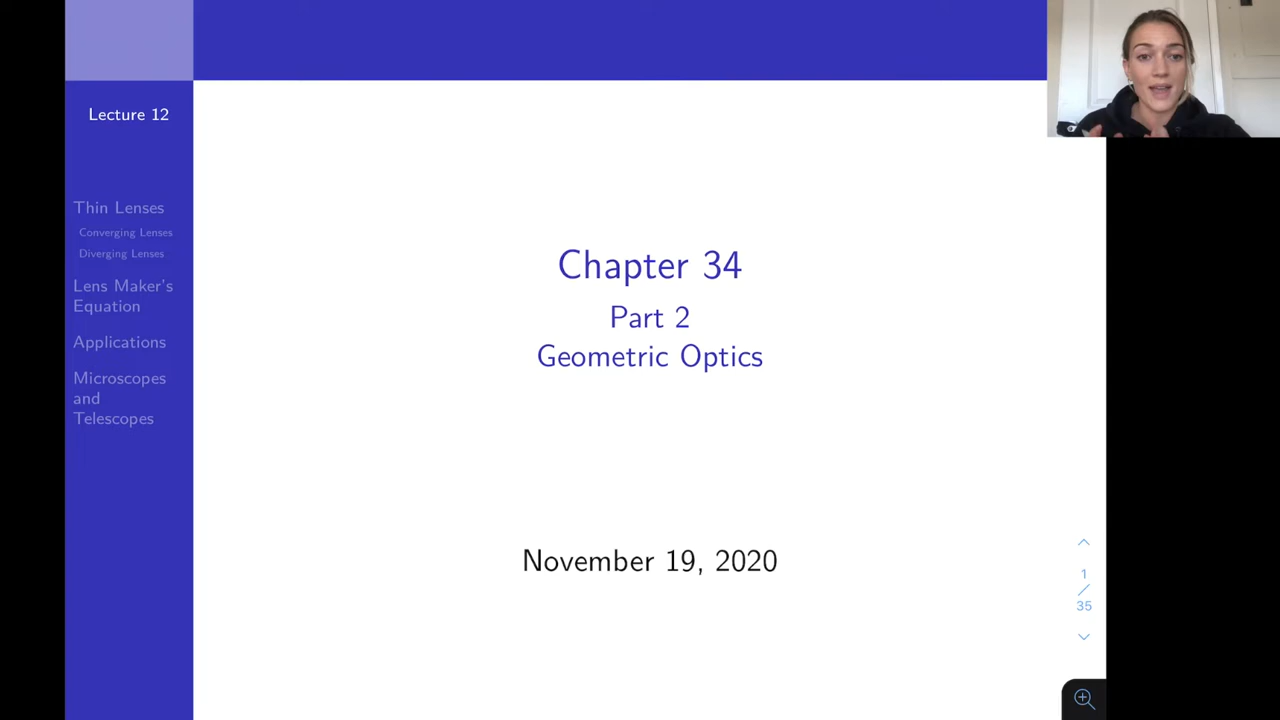 Lecture 12
Thin Lenses
Converging Lenses
Diverging Lenses
Lens Maker's
Equation
Applications
Microscopes
and
Telescopes
Chapter 34
Part 2
Geometric Optics
November 19, 2020
1
/
35